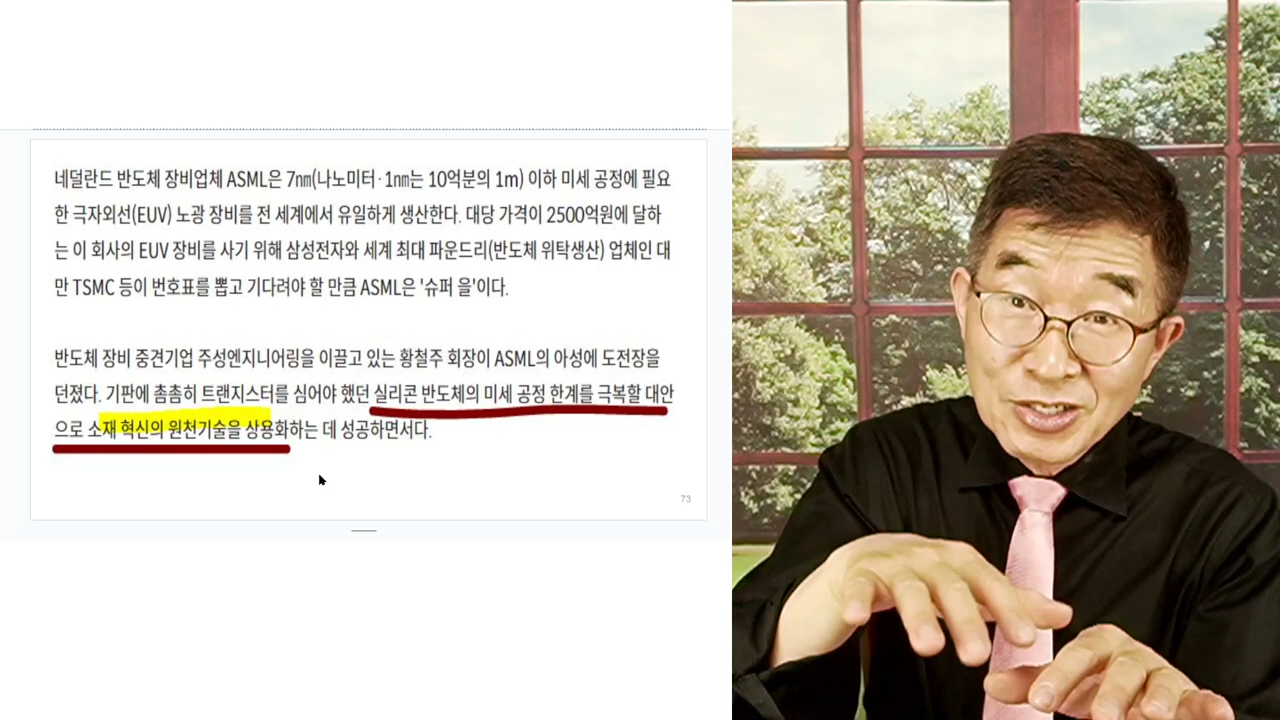 네덜란드 반도체 장비업체 ASML은 7㎚(나노미터·1㎚는 10억분의 1m) 이하 미세 공정에 필요
한 극자외선(EUV) 노광 장비를 전 세계에서 유일하게 생산한다. 대당 가격이 2500억원에 달하
는 이 회사의 EUV 장비를 사기 위해 삼성전자와 세계 최대 파운드리(반도체 위탁생산) 업체인 대
만 TSMC 등이 번호표를 뽑고 기다려야 할 만큼 ASML은 '슈퍼 을'이다.
반도체 장비 중견기업 주성엔지니어링을 이끌고 있는 황철주 회장이 ASML의 아성에 도전장을
던졌다. 기판에 촘촘히 트랜지스터를 심어야 했던 실리콘 반도체의 미세 공정 한계를 극복할 대안
으로 소재 혁신의 원천기술을 상용화하는 데 성공하면서다.
73